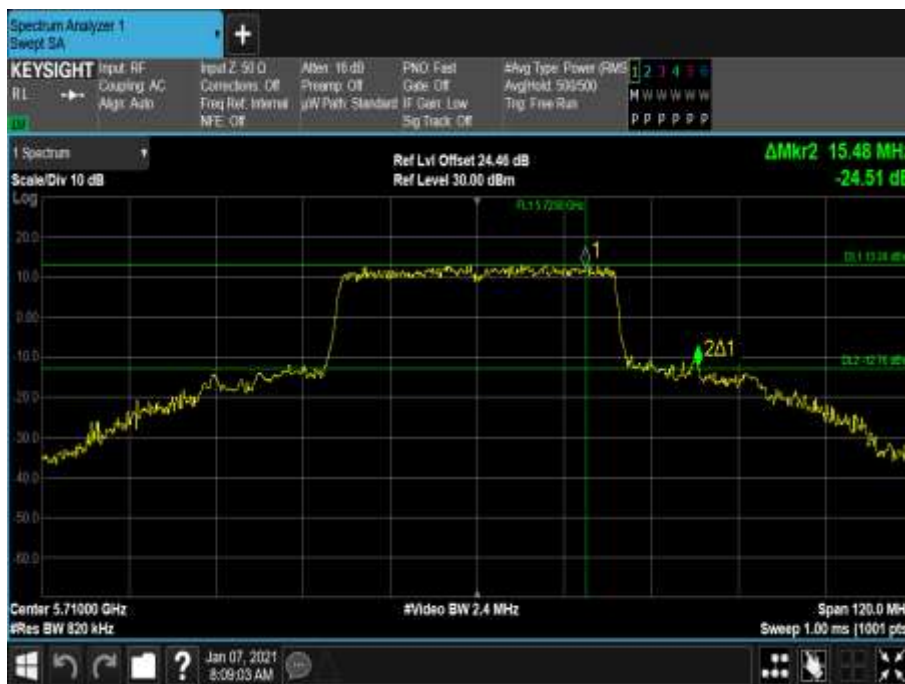 Spectrum Analyzer 1
Swept SA
+
KEYSIGHT
RL
Input: RF
Coupling: AC
Align: Auto
Input Z: 50 Ω
Corrections: Off
Freq Ref: Internal
NFE: Off
Atten: 16 dB
Preamp: Off
µW Path: Standard
PNO: Fast
Gate: Off
IF Gain: Low
Sig Track: Off
#Avg Type: Power (RMS
Avg|Hold: 500/500
Trig: Free Run
1 2 3 4 5 6
M W W W W W
P P P P P P
1 Spectrum
Scale/Div 10 dB
Log
Ref Lvl Offset 24.46 dB
Ref Level 30.00 dBm
ΔMkr2 15.48 MH
-24.51 dB
20.0
10.0
0.00
-10.0
-20.0
-30.0
-40.0
-50.0
-60.0
1
2Δ1
Center 5.71000 GHz
#Res BW 820 kHz
#Video BW 2.4 MHz
Span 120.0 MH
Sweep 1.00 ms (1001 pts
?
Jan 07, 2021
8:09:03 AM